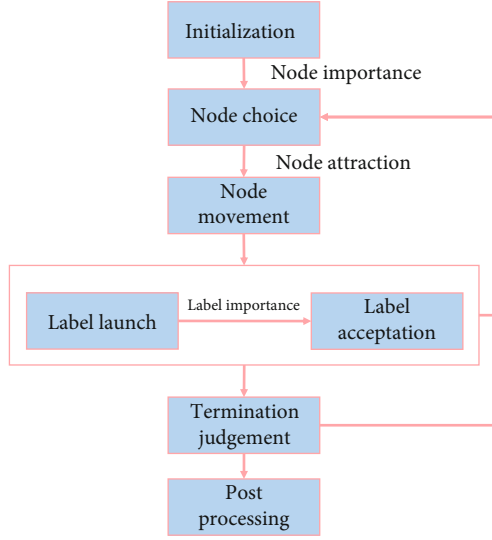 Initialization
Node importance
Node choice
Node attraction
Node
movement
Label importance
Label launch
Label
acceptation
Termination
judgement
Post
processing